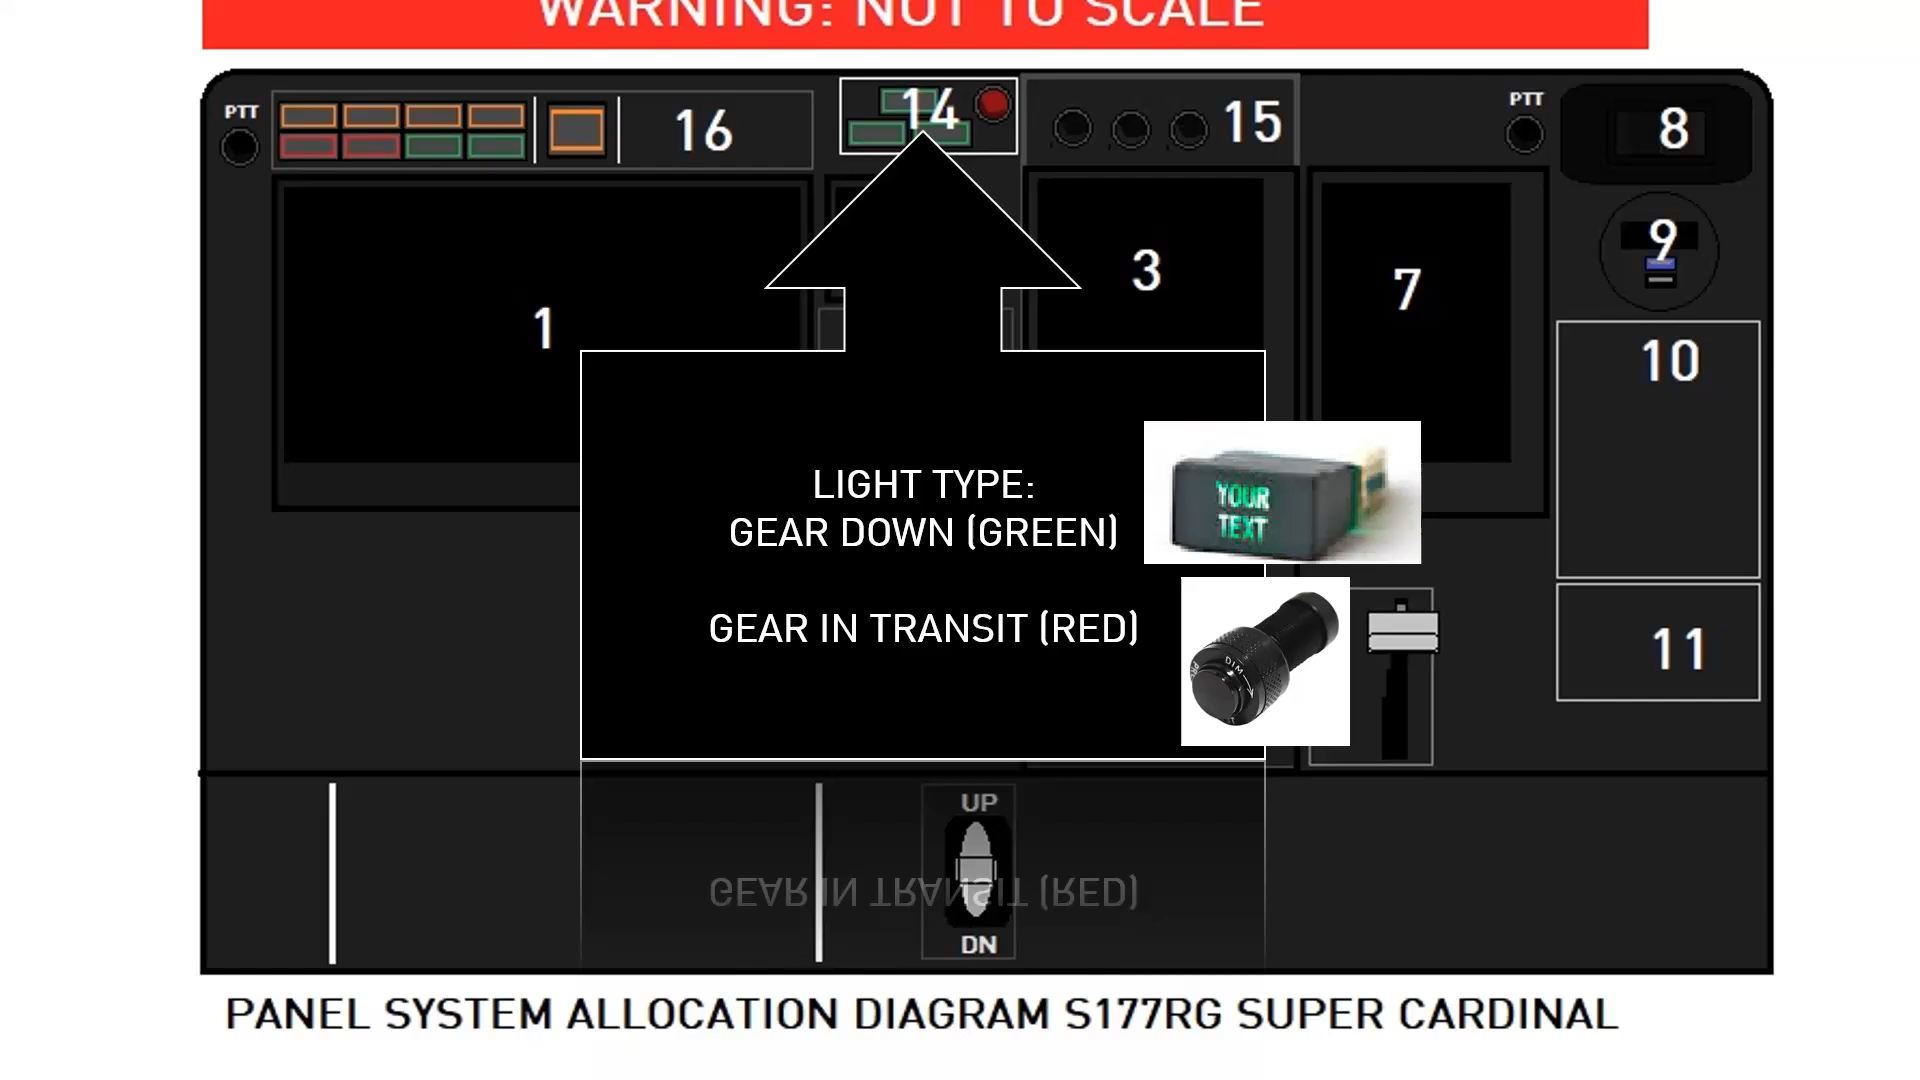 WARNING: NOT TO SCALE
PTT
16
14
15
PTT
8
1
3
7
9
10
LIGHT TYPE:
GEAR DOWN (GREEN)
YOUR
TEXT
GEAR IN TRANSIT (RED)
DIM
11
UP
GEAR IN TRANSIT (RED)
DN
PANEL SYSTEM ALLOCATION DIAGRAM S177RG SUPER CARDINAL